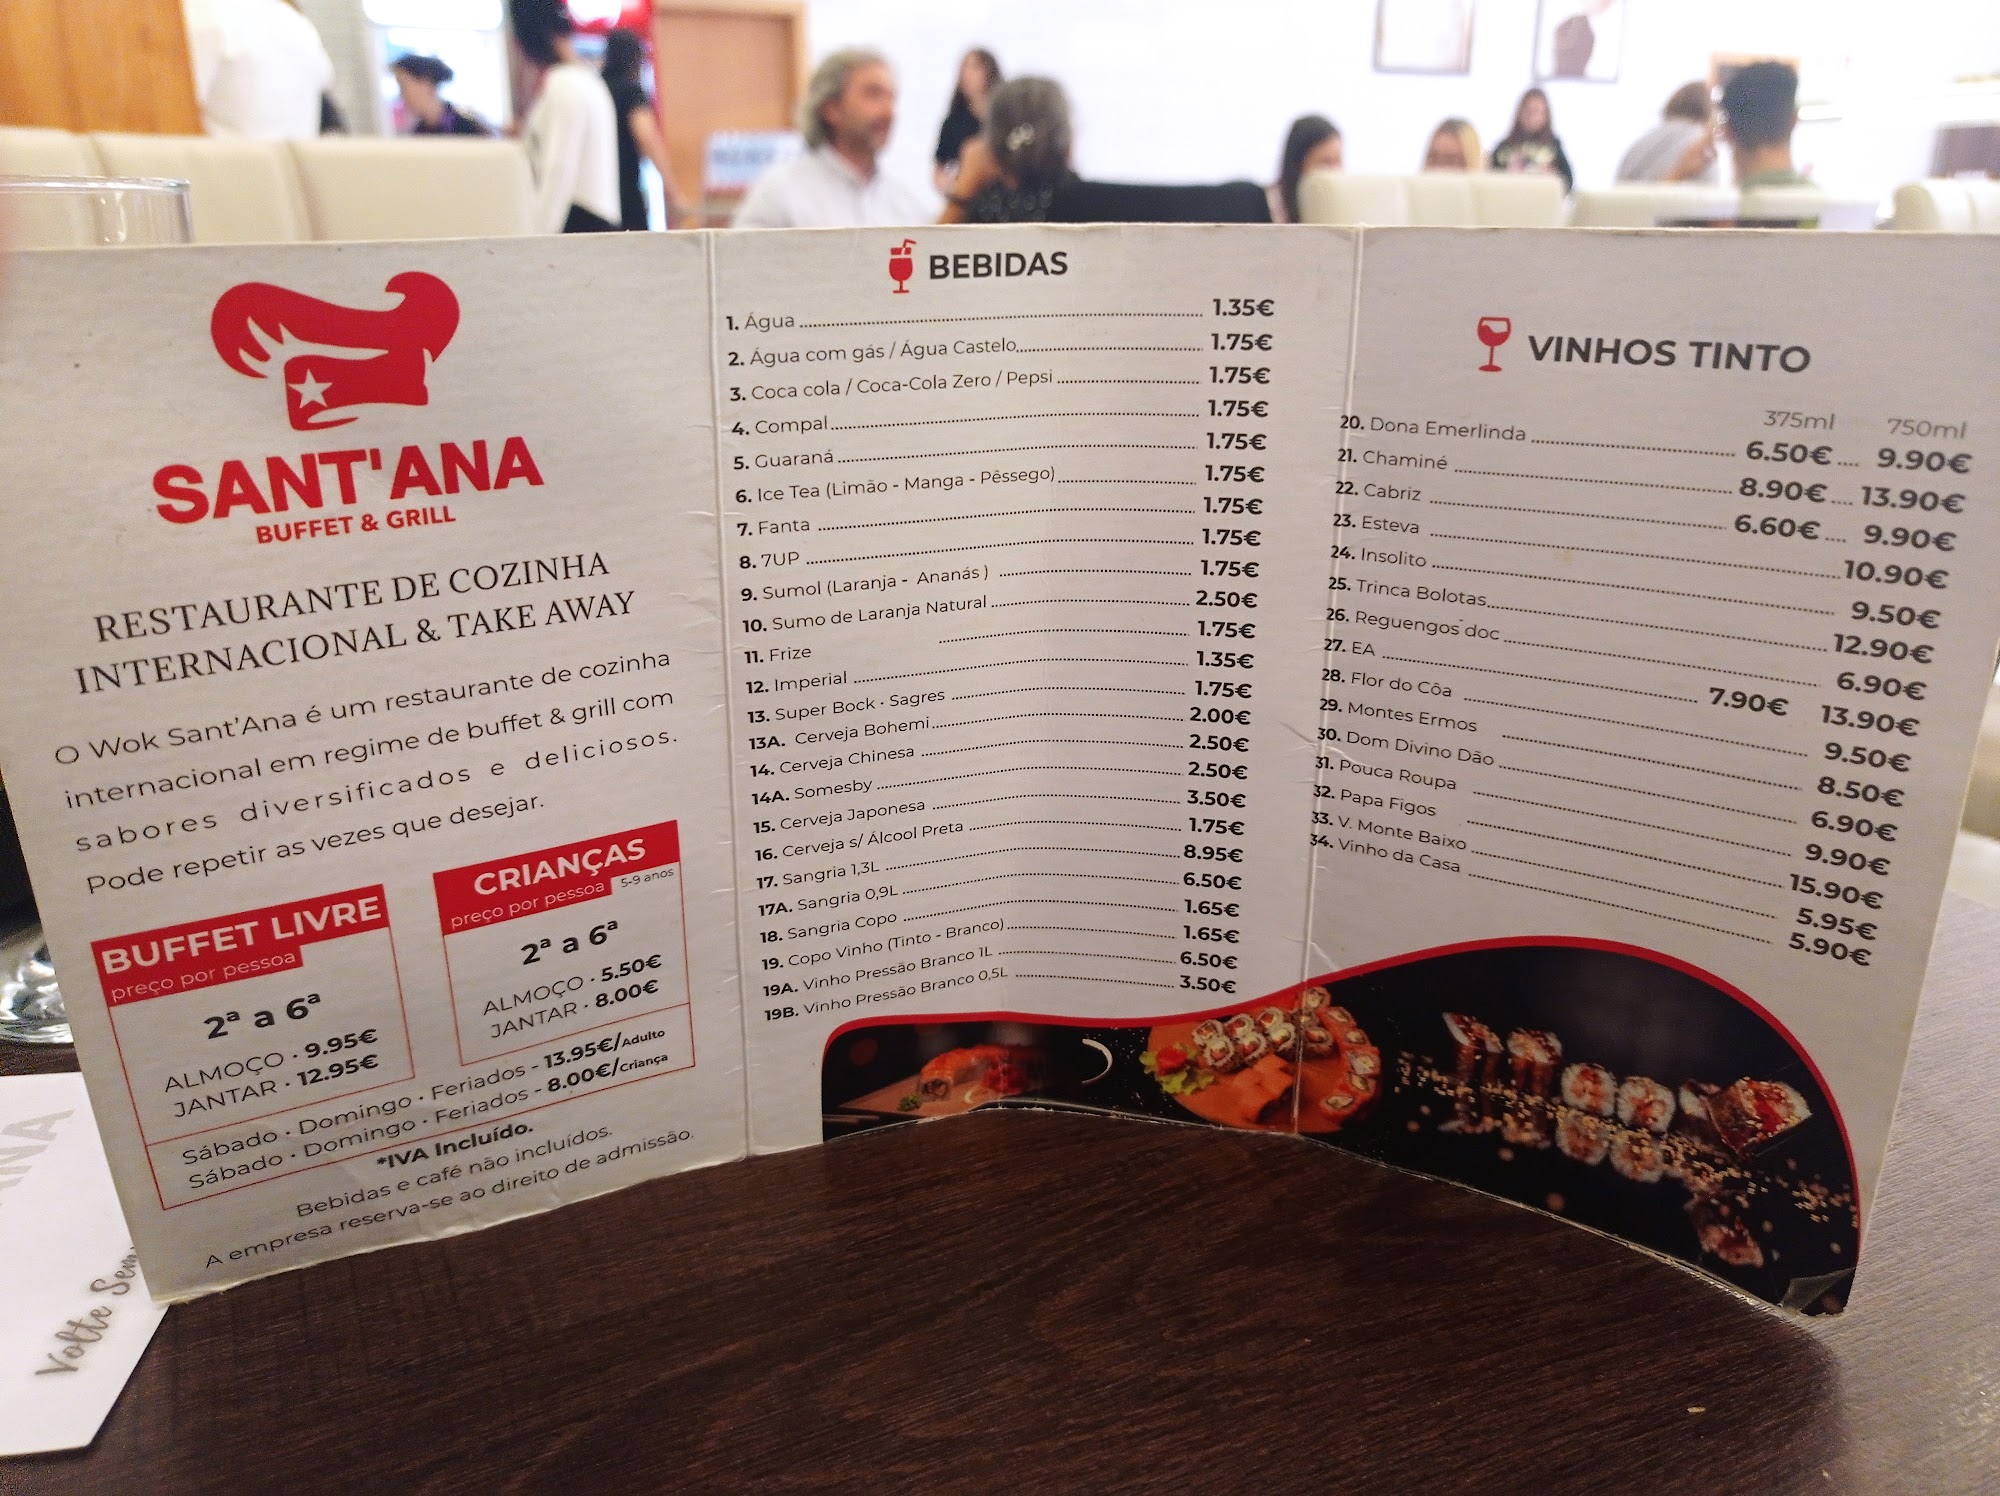 SANT'ANA
BUFFET & GRILL
RESTAURANTE DE COZINHA
INTERNACIONAL & TAKE AWAY
O Wok Sant'Ana é um restaurante de cozinha
internacional em regime de buffet & grill com
sabores diversificados e deliciosos.
Pode repetir as vezes que desejar.
BUFFET LIVRE
preço por pessoa
2ª a 6ª
ALMOÇO · 9.95€
JANTAR · 12.95€
CRIANÇAS
preço por pessoa 5-9 anos
2ª a 6ª
ALMOÇO · 5.50€
JANTAR · 8.00€
Sábado · Domingo · Feriados - 13.95€/Adulto
Sábado · Domingo · Feriados - 8.00€/Criança
*IVA Incluído.
Bebidas e café não incluídos.
A empresa reserva-se ao direito de admissão.
BEBIDAS
1. Água 1.35€
2. Água com gás / Água Castelo 1.75€
3. Coca cola / Coca-Cola Zero / Pepsi 1.75€
4. Compal 1.75€
5. Guaraná 1.75€
6. Ice Tea (Limão - Manga - Pêssego) 1.75€
7. Fanta 1.75€
8. 7UP 1.75€
9. Sumol (Laranja - Ananás) 1.75€
10. Sumo de Laranja Natural 2.50€
11. Frize 1.75€
12. Imperial 1.35€
13. Super Bock · Sagres 1.75€
13A. Cerveja Bohemi 2.00€
14. Cerveja Chinesa 2.50€
14A. Somesby 2.50€
15. Cerveja Japonesa 3.50€
16. Cerveja s/ Álcool Preta 1.75€
17. Sangria 1,3L 8.95€
17A. Sangria 0,9L 6.50€
18. Sangria Copo 1.65€
19. Copo Vinho (Tinto - Branco) 1.65€
19A. Vinho Pressão Branco 1L 6.50€
19B. Vinho Pressão Branco 0,5L 3.50€
VINHOS TINTO
375ml 750ml
20. Dona Emerlinda 6.50€ 9.90€
21. Chaminé 8.90€ 13.90€
22. Cabriz 6.60€ 9.90€
23. Esteva 10.90€
24. Insolito 9.50€
25. Trinca Bolotas 12.90€
26. Reguengos doc 6.90€
27. EA 7.90€ 13.90€
28. Flor do Côa 9.50€
29. Montes Ermos 8.50€
30. Dom Divino Dão 6.90€
31. Pouca Roupa 9.90€
32. Papa Figos 15.90€
33. V. Monte Baixo 5.95€
34. Vinho da Casa 5.90€
Volte